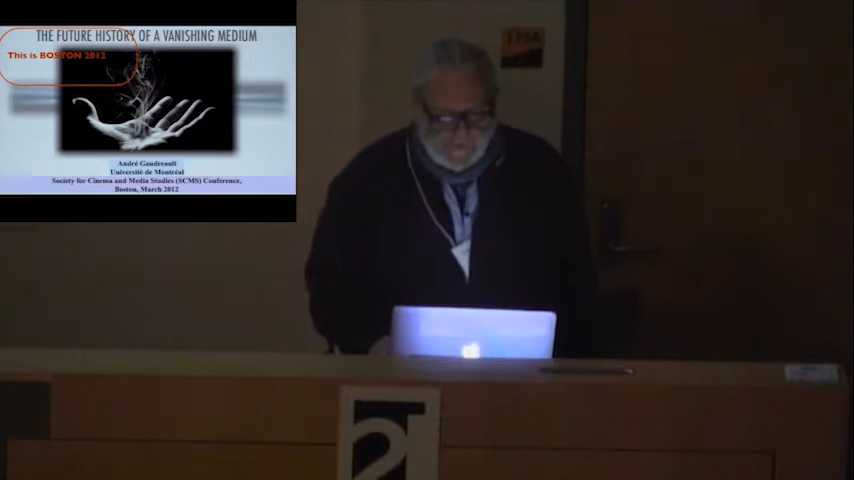 THE FUTURE HISTORY OF A VANISHING MEDIUM
This is BOSTON 2012
André Gaudreault
Université de Montréal
Society for Cinema and Media Studies (SCMS) Conference,
Boston, March 2012